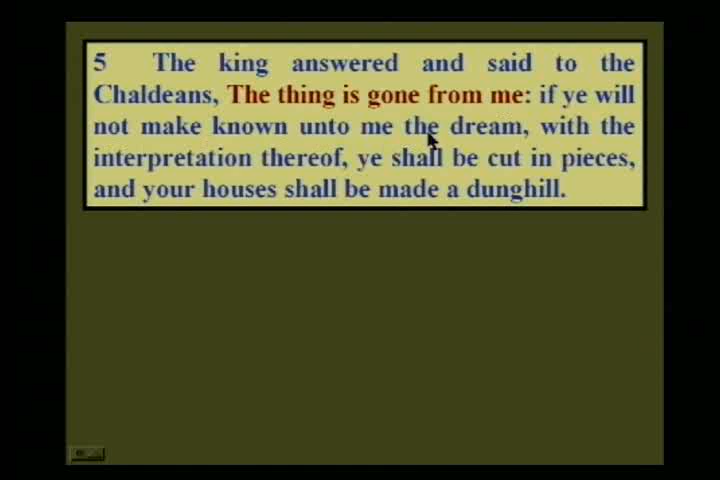 5 The king answered and said to the
Chaldeans, The thing is gone from me: if ye will
not make known unto me the dream, with the
interpretation thereof, ye shall be cut in pieces,
and your houses shall be made a dunghill.